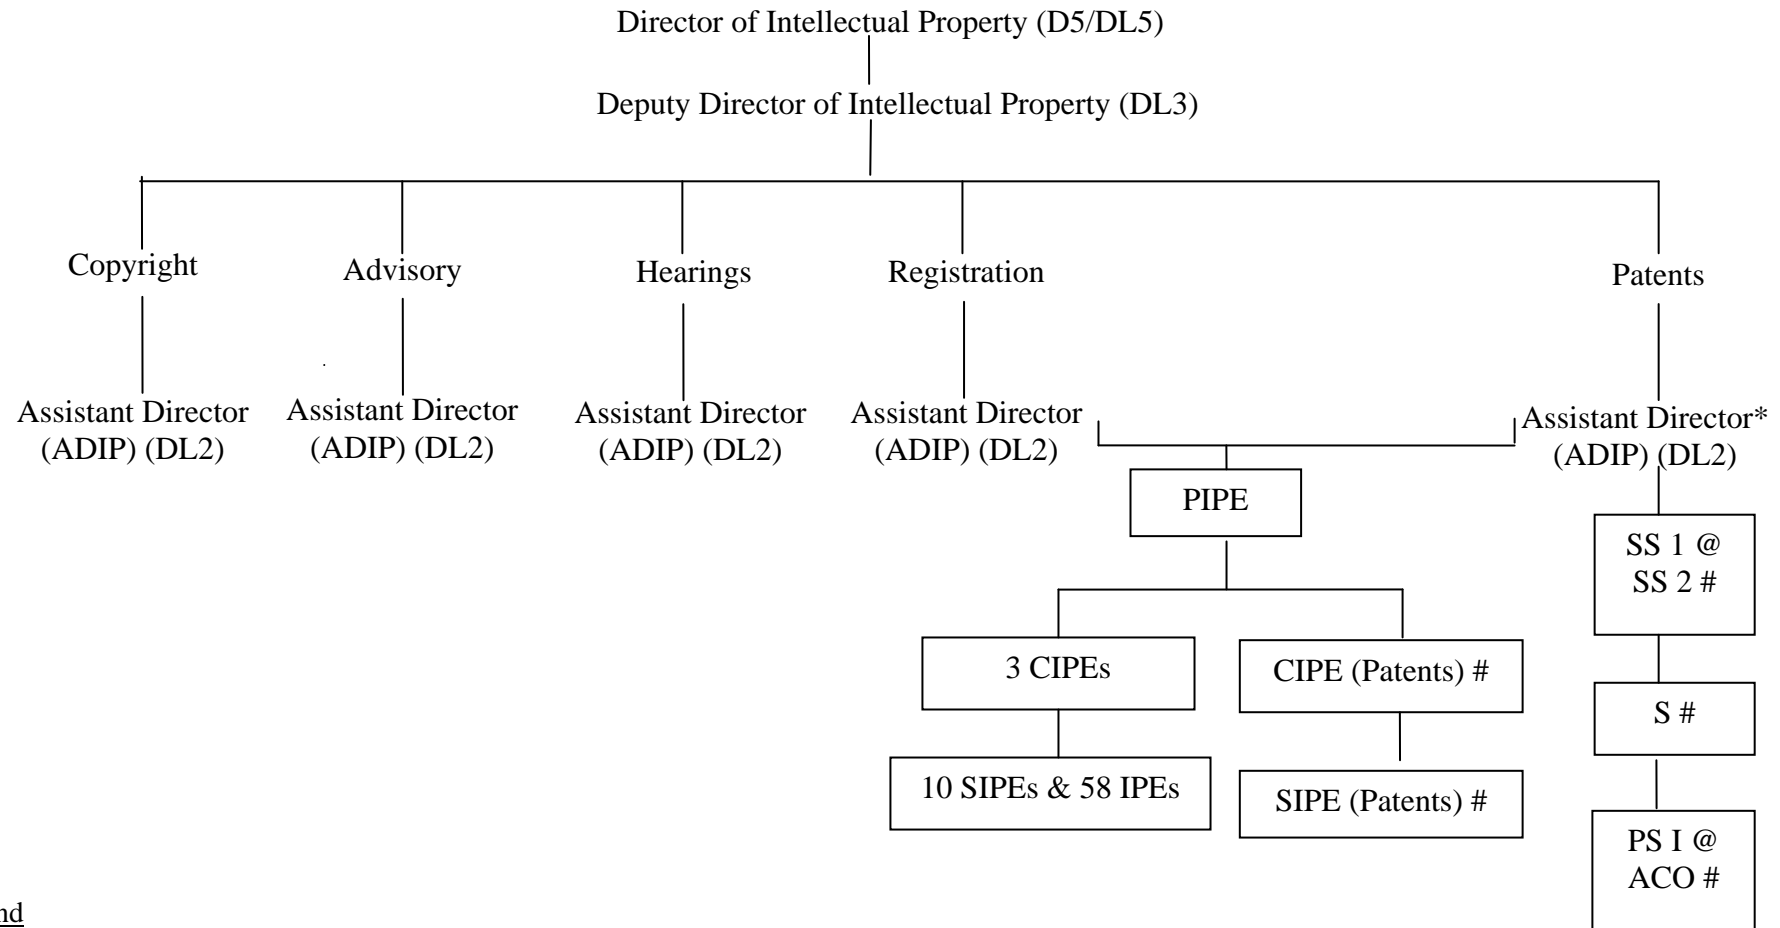 Director of Intellectual Property (D5/DL5)
Deputy Director of Intellectual Property (DL3)
Copyright
Advisory
Hearings
Registration
Patents
Assistant Director
(ADIP) (DL2)
Assistant Director
(ADIP) (DL2)
Assistant Director
(ADIP) (DL2)
Assistant Director
(ADIP) (DL2)
Assistant Director*
(ADIP) (DL2)
PIPE
SS 1 @
SS 2 #
3 CIPEs
CIPE (Patents) #
S #
10 SIPEs & 58 IPEs
SIPE (Patents) #
PS I @
ACO #
nd